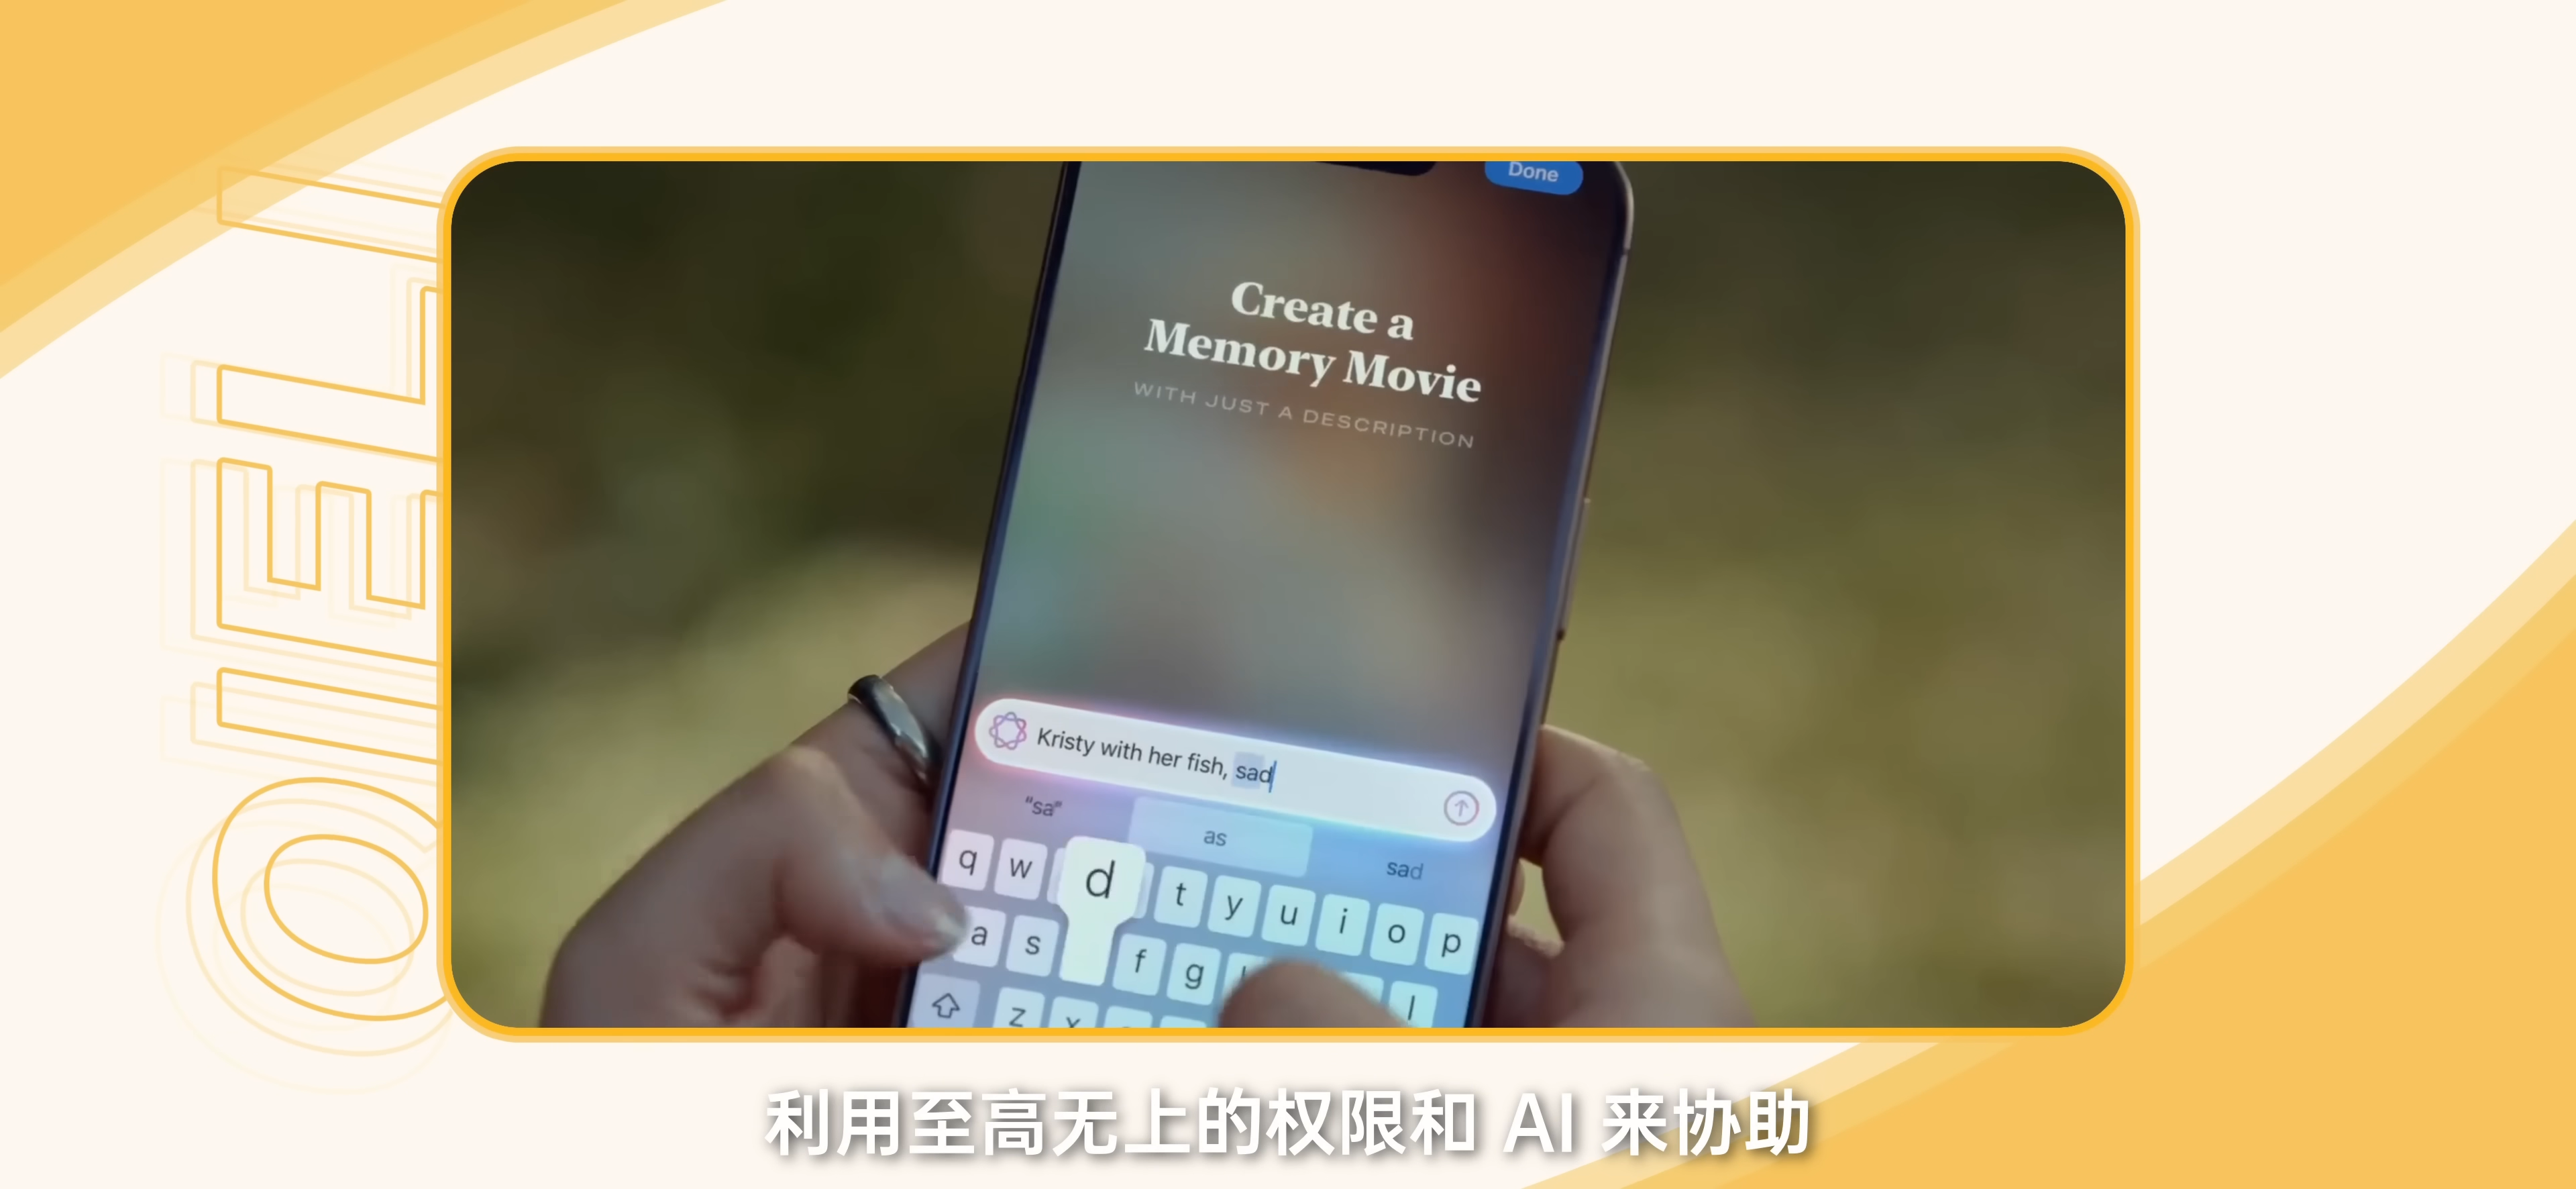 Done
Create a
Memory Movie
WITH JUST A DESCRIPTION
Kristy with her fish, sad
"sa" as sad
q w d t y u i o p
a s f g l
z x
利用至高无上的权限和 AI 来协助